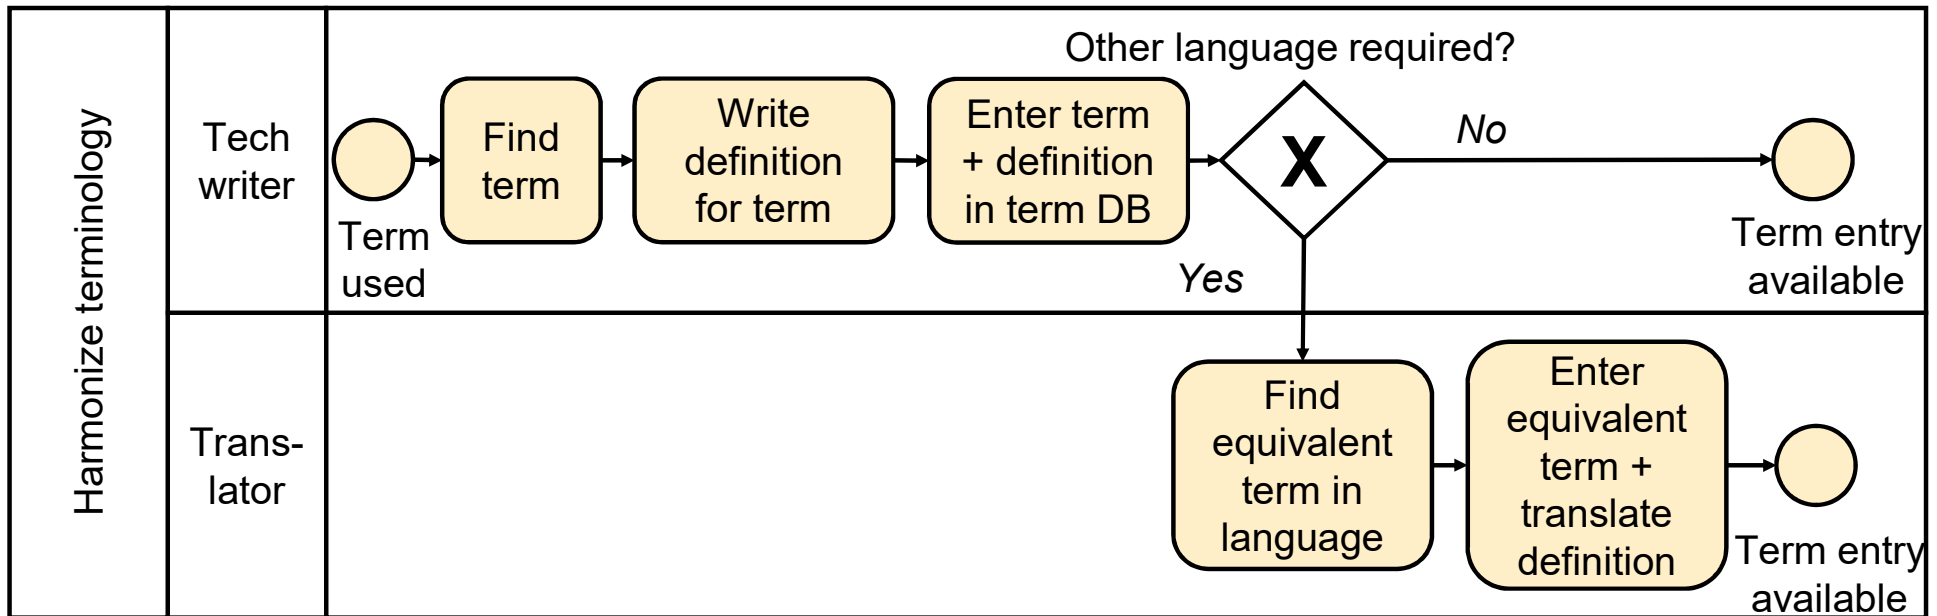 Harmonize terminology
Tech
writer
Term
used
Find
term
Write
definition
for term
Enter term
+ definition
in term DB
Other language required?
X
No
Yes
Term entry
available
Trans-
lator
Find
equivalent
term in
language
Enter
equivalent
term +
translate
definition
Term entry
available